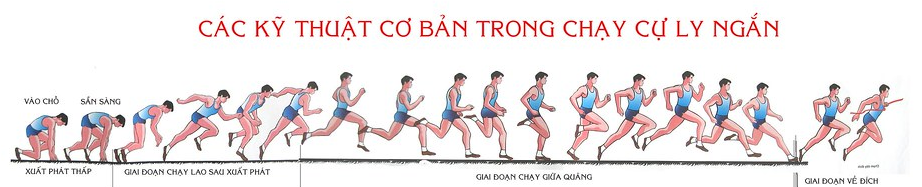 CÁC KỸ THUẬT CƠ BẢN TRONG CHẠY CỰ LY NGẮN
VÀO CHỖ
SẴN SÀNG
XUẤT PHÁT THẤP
GIAI ĐOẠN CHẠY LAO SAU XUẤT PHÁT
GIAI ĐOẠN CHẠY GIỮA QUÃNG
GIAI ĐOẠN VỀ ĐÍCH